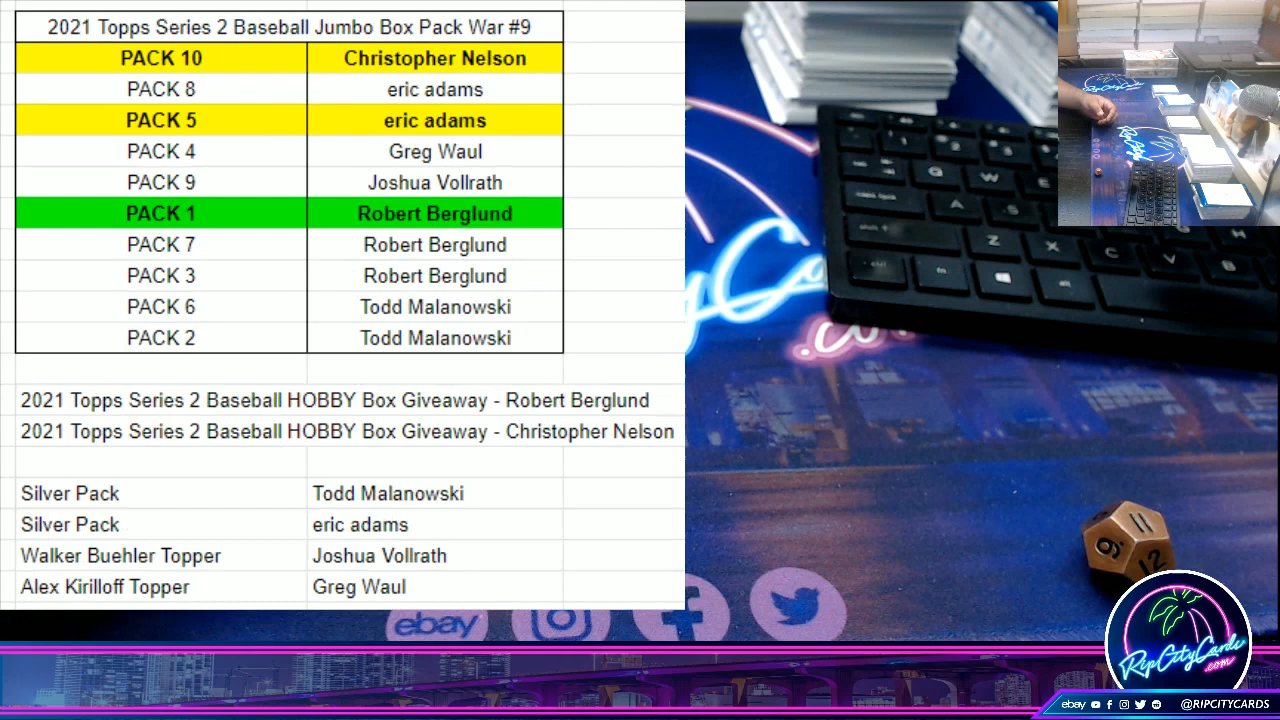 2021 Topps Series 2 Baseball Jumbo Box Pack War #9
PACK 10 Christopher Nelson
PACK 8 eric adams
PACK 5 eric adams
PACK 4 Greg Waul
PACK 9 Joshua Vollrath
PACK 1 Robert Berglund
PACK 7 Robert Berglund
PACK 3 Robert Berglund
PACK 6 Todd Malanowski
PACK 2 Todd Malanowski
2021 Topps Series 2 Baseball HOBBY Box Giveaway - Robert Berglund
2021 Topps Series 2 Baseball HOBBY Box Giveaway - Christopher Nelson
Silver Pack Todd Malanowski
Silver Pack eric adams
Walker Buehler Topper Joshua Vollrath
Alex Kirilloff Topper Greg Waul
Q W E
A S
Z X C V B
11
9.
12
ebay
RipCityCards
.com
ebay @RIPCITYCARDS